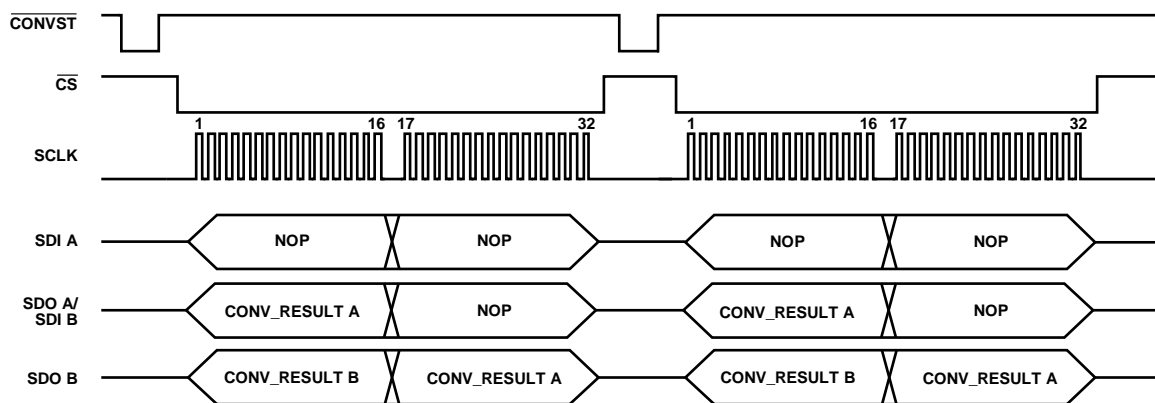 CONVST
CS
1 16 17 32 1 16 17 32
SCLK
SDI A NOP NOP NOP NOP
SDO A/
SDI B CONV_RESULT A NOP CONV_RESULT A NOP
SDO B CONV_RESULT B CONV_RESULT A CONV_RESULT B CONV_RESULT A